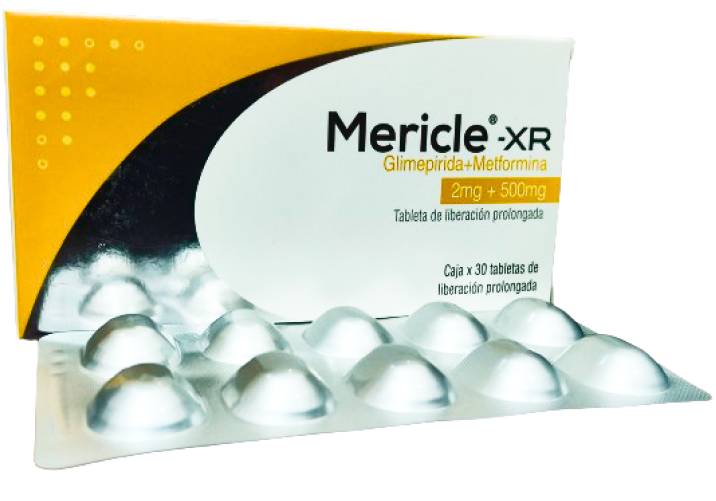 Mericle®-XR
Glimepirida+Metformina
2mg + 500mg
Tableta de liberación prolongada
Caja x 30 tabletas de
liberación prolongada